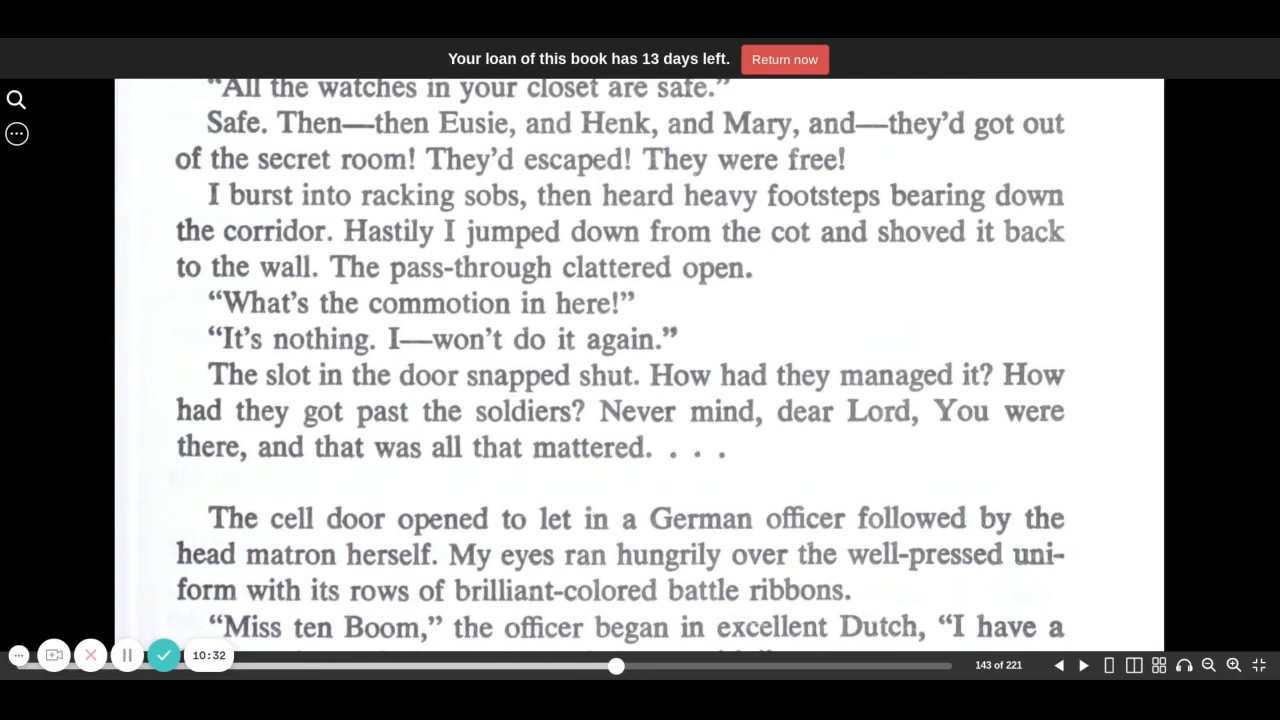 Your loan of this book has 13 days left. Return now
“All the watches in your closet are safe.”
Safe. Then—then Eusie, and Henk, and Mary, and—they’d got out
of the secret room! They’d escaped! They were free!
I burst into racking sobs, then heard heavy footsteps bearing down
the corridor. Hastily I jumped down from the cot and shoved it back
to the wall. The pass-through clattered open.
“What’s the commotion in here!”
“It’s nothing. I—won’t do it again.”
The slot in the door snapped shut. How had they managed it? How
had they got past the soldiers? Never mind, dear Lord, You were
there, and that was all that mattered. . . .
The cell door opened to let in a German officer followed by the
head matron herself. My eyes ran hungrily over the well-pressed uni-
form with its rows of brilliant-colored battle ribbons.
“Miss ten Boom,” the officer began in excellent Dutch, “I have a
10:32
143 of 221